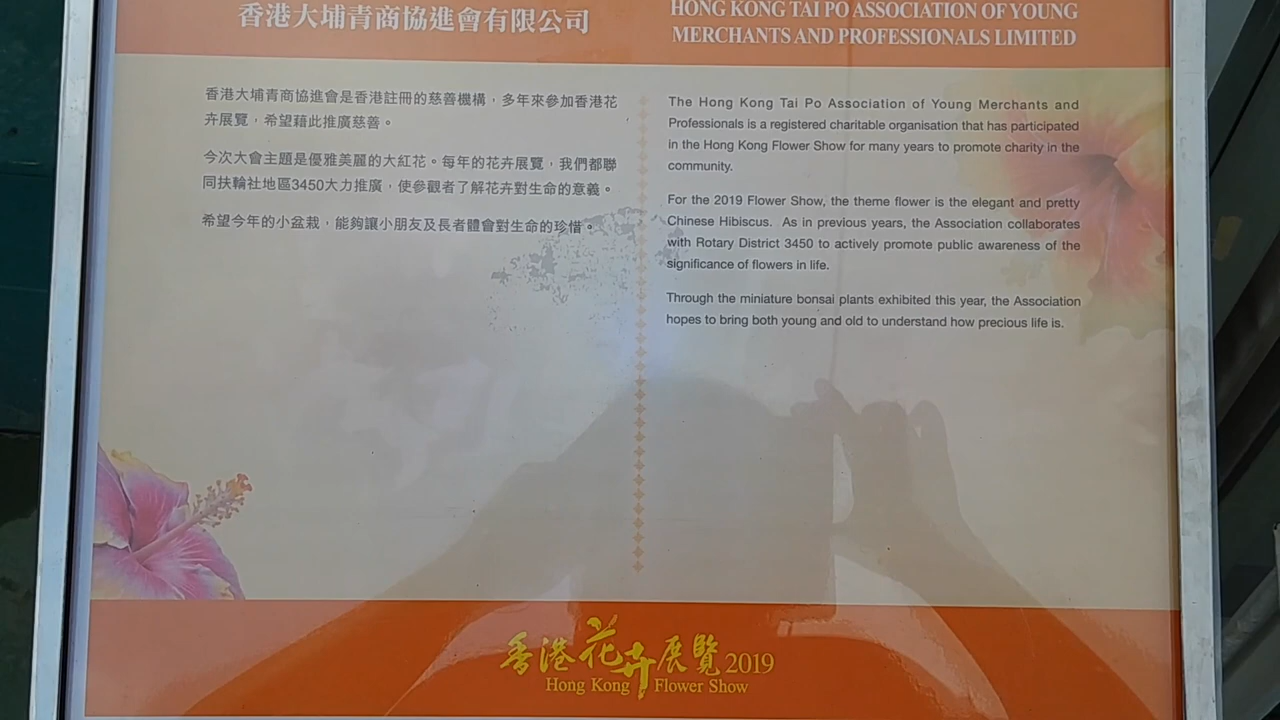 香港大埔青商協進會有限公司
HONG KONG TAI PO ASSOCIATION OF YOUNG
MERCHANTS AND PROFESSIONALS LIMITED
香港大埔青商協進會是香港註冊的慈善機構，多年來參加香港花
卉展覽，希望藉此推廣慈善。
今次大會主題是優雅美麗的大紅花。每年的花卉展覽，我們都聯
同扶輪社地區3450大力推廣，使參觀者了解花卉對生命的意義。
希望今年的小盆栽，能夠讓小朋友及長者體會對生命的珍惜。
The Hong Kong Tai Po Association of Young Merchants and
Professionals is a registered charitable organisation that has participated
in the Hong Kong Flower Show for many years to promote charity in the
community.
For the 2019 Flower Show, the theme flower is the elegant and pretty
Chinese Hibiscus. As in previous years, the Association collaborates
with Rotary District 3450 to actively promote public awareness of the
significance of flowers in life.
Through the miniature bonsai plants exhibited this year, the Association
hopes to bring both young and old to understand how precious life is.
香港花卉展覽2019
Hong Kong Flower Show